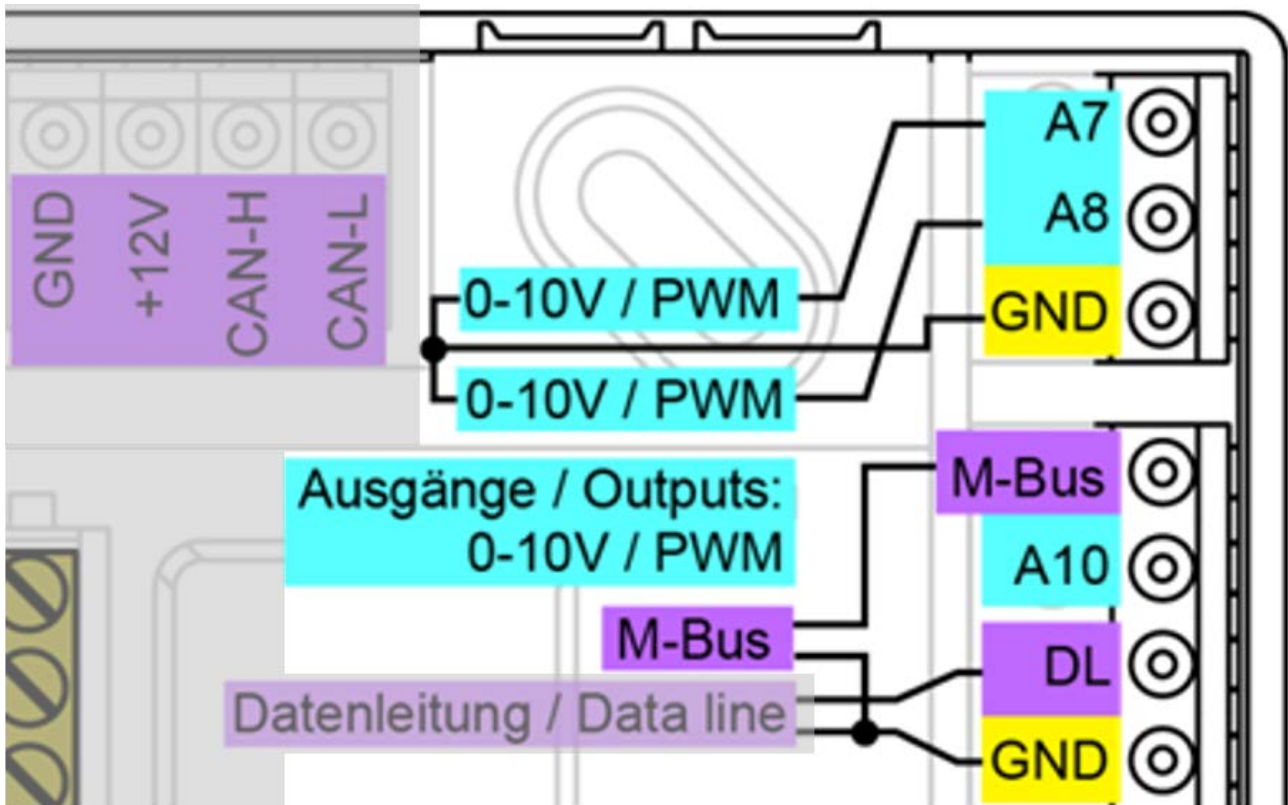 GND
+12V
CAN-H
CAN-L
A7
A8
GND
0-10V / PWM
0-10V / PWM
Ausgänge / Outputs:
0-10V / PWM
M-Bus
A10
DL
GND
M-Bus
Datenleitung / Data line